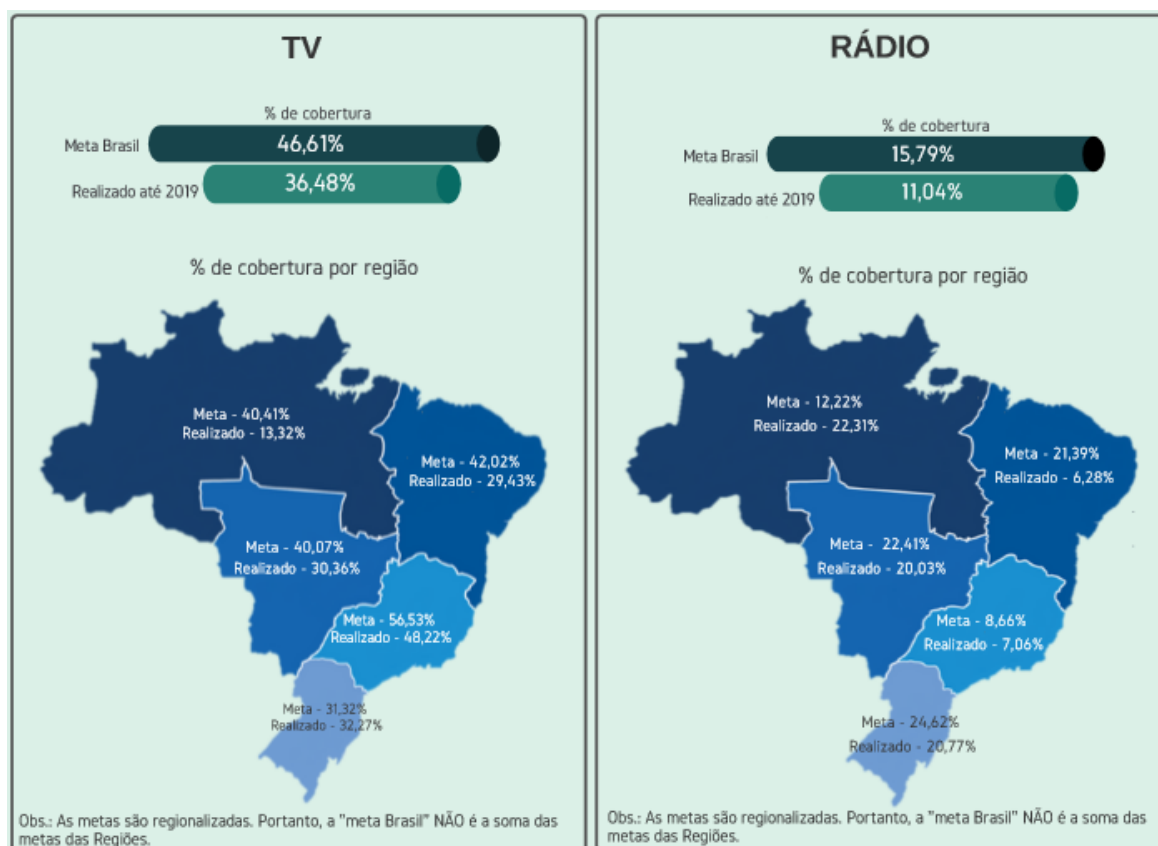 TV
% de cobertura
Meta Brasil
46,61%
Realizado até 2019
36,48%
% de cobertura por região
Meta - 40,41%
Realizado - 13,32%
Meta - 42,02%
Realizado - 29,43%
Meta - 40,07%
Realizado - 30,36%
Meta - 56,53%
Realizado - 48,22%
Meta - 31,32%
Realizado - 32,27%
Obs.: As metas são regionalizadas. Portanto, a "meta Brasil" NÃO é a soma das
metas das Regiões.
RÁDIO
% de cobertura
Meta Brasil
15,79%
Realizado até 2019
11,04%
% de cobertura por região
Meta - 12,22%
Realizado - 22,31%
Meta - 21,39%
Realizado - 6,28%
Meta - 22,41%
Realizado - 20,03%
Meta - 8,66%
Realizado - 7,06%
Meta - 24,62%
Realizado - 20,77%
Obs.: As metas são regionalizadas. Portanto, a "meta Brasil" NÃO é a soma das
metas das Regiões.